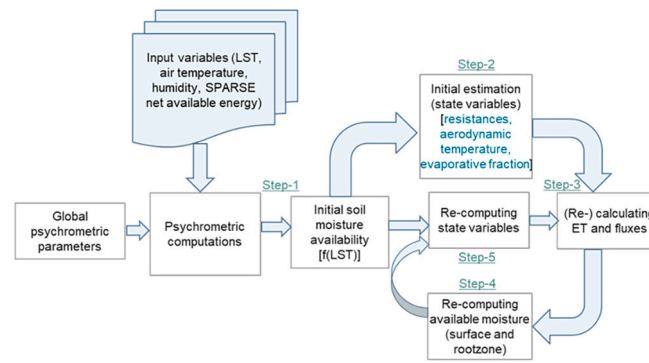 Input variables (LST,
air temperature,
humidity, SPARSE
net available energy)
Step-2
Initial estimation
(state variables)
[resistances,
aerodynamic
temperature,
evaporative fraction]
Step-1
Step-3
Global
psychrometric
parameters
Psychrometric
computations
Initial soil
moisture
availability
[f(LST)]
Re-computing
state variables
(Re-) calculating
ET and fluxes
Step-5
Step-4
Re-computing
available moisture
(surface and
rootzone)